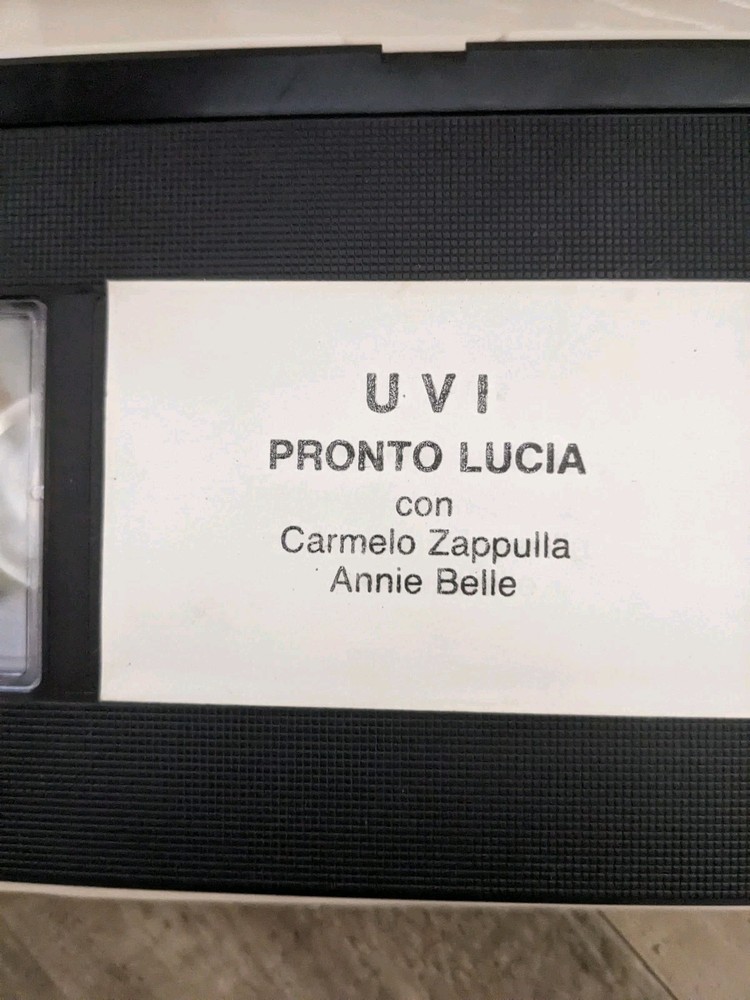 U V I
PRONTO LUCIA
con
Carmelo Zappulla
Annie Belle